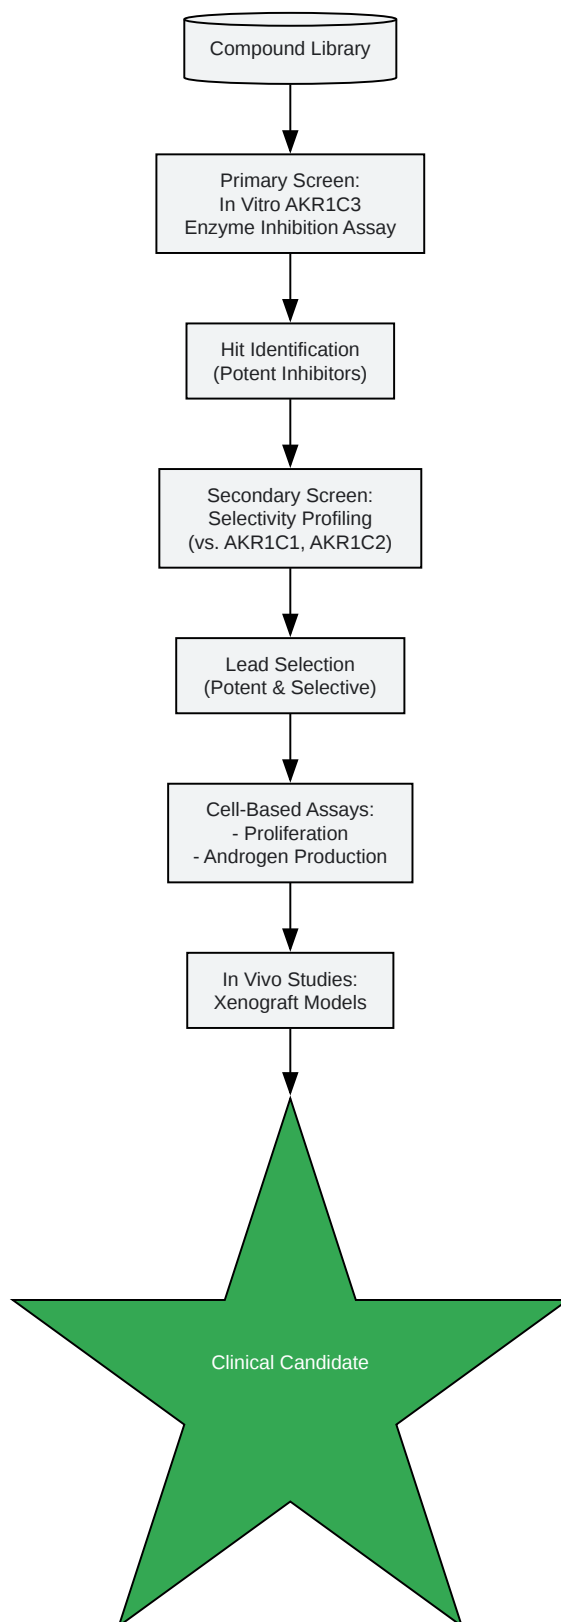 Compound Library
Primary Screen:
In Vitro AKR1C3
Enzyme Inhibition Assay
Hit Identification
(Potent Inhibitors)
Secondary Screen:
Selectivity Profiling
(vs. AKR1C1, AKR1C2)
Lead Selection
(Potent & Selective)
Cell-Based Assays:
- Proliferation
- Androgen Production
In Vivo Studies:
Xenograft Models
Clinical Candidate